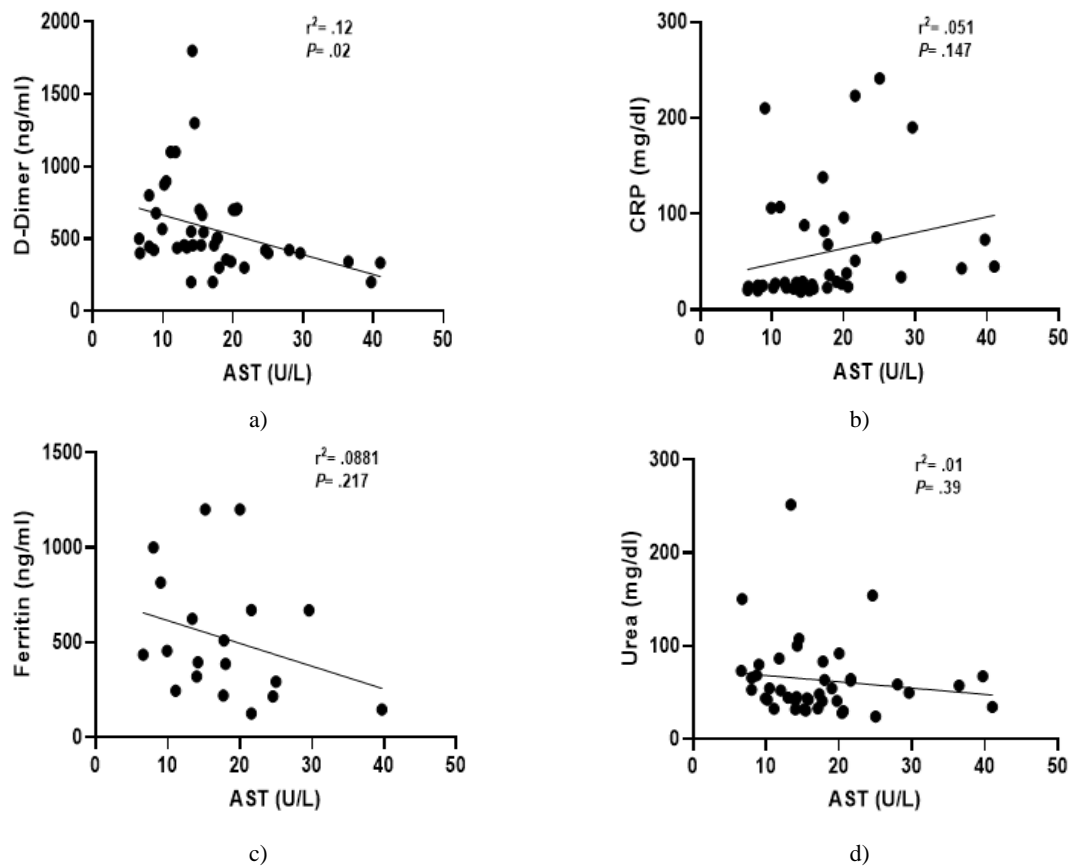 r²= .12
P= .02
D-Dimer (ng/ml)
2000
1500
1000
500
0
0 10 20 30 40 50
AST (U/L)
a)
r²= .051
P= .147
CRP (mg/dl)
300
200
100
0
0 10 20 30 40 50
AST (U/L)
b)
r²= .0881
P= .217
Ferritin (ng/ml)
1500
1000
500
0
0 10 20 30 40 50
AST (U/L)
c)
r²= .01
P= .39
Urea (mg/dl)
300
200
100
0
0 10 20 30 40 50
AST (U/L)
d)